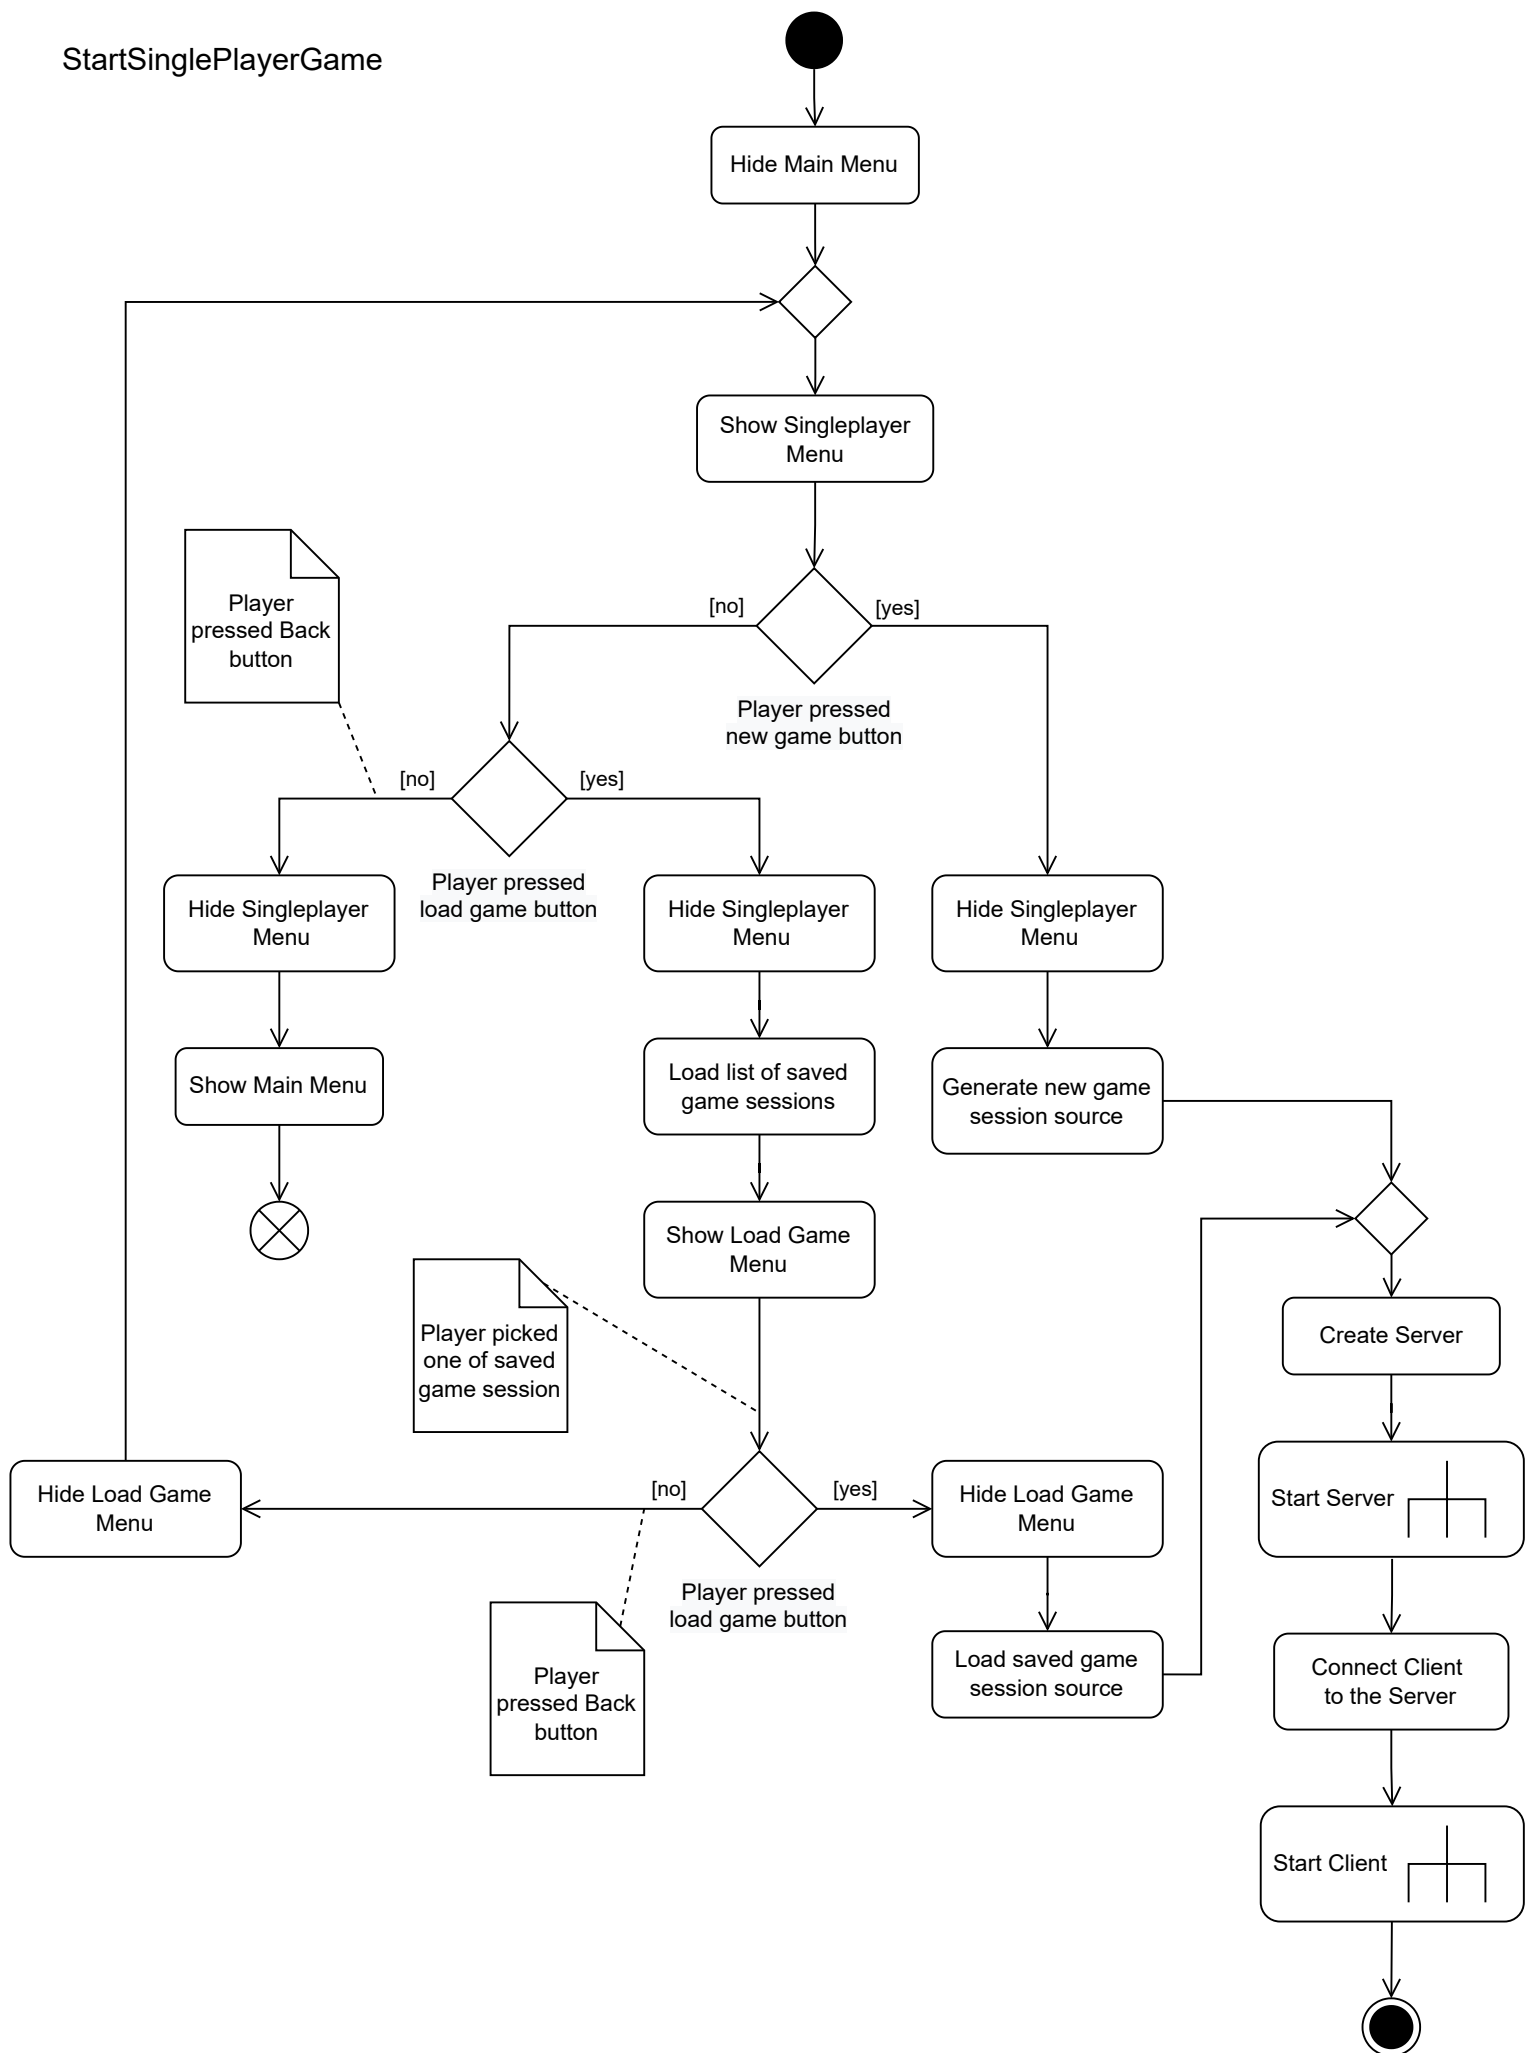 StartSinglePlayerGame
Hide Main Menu
Show Singleplayer
Menu
Player
pressed Back
button
[no]
[yes]
Player pressed
new game button
[no]
[yes]
Player pressed
load game button
Hide Singleplayer
Menu
Hide Singleplayer
Menu
Hide Singleplayer
Menu
Show Main Menu
Load list of saved
game sessions
Generate new game
session source
Show Load Game
Menu
Player picked
one of saved
game session
Create Server
Hide Load Game
Menu
[no]
[yes]
Player pressed
load game button
Hide Load Game
Menu
Start Server
Player
pressed Back
button
Load saved game
session source
Connect Client
to the Server
Start Client